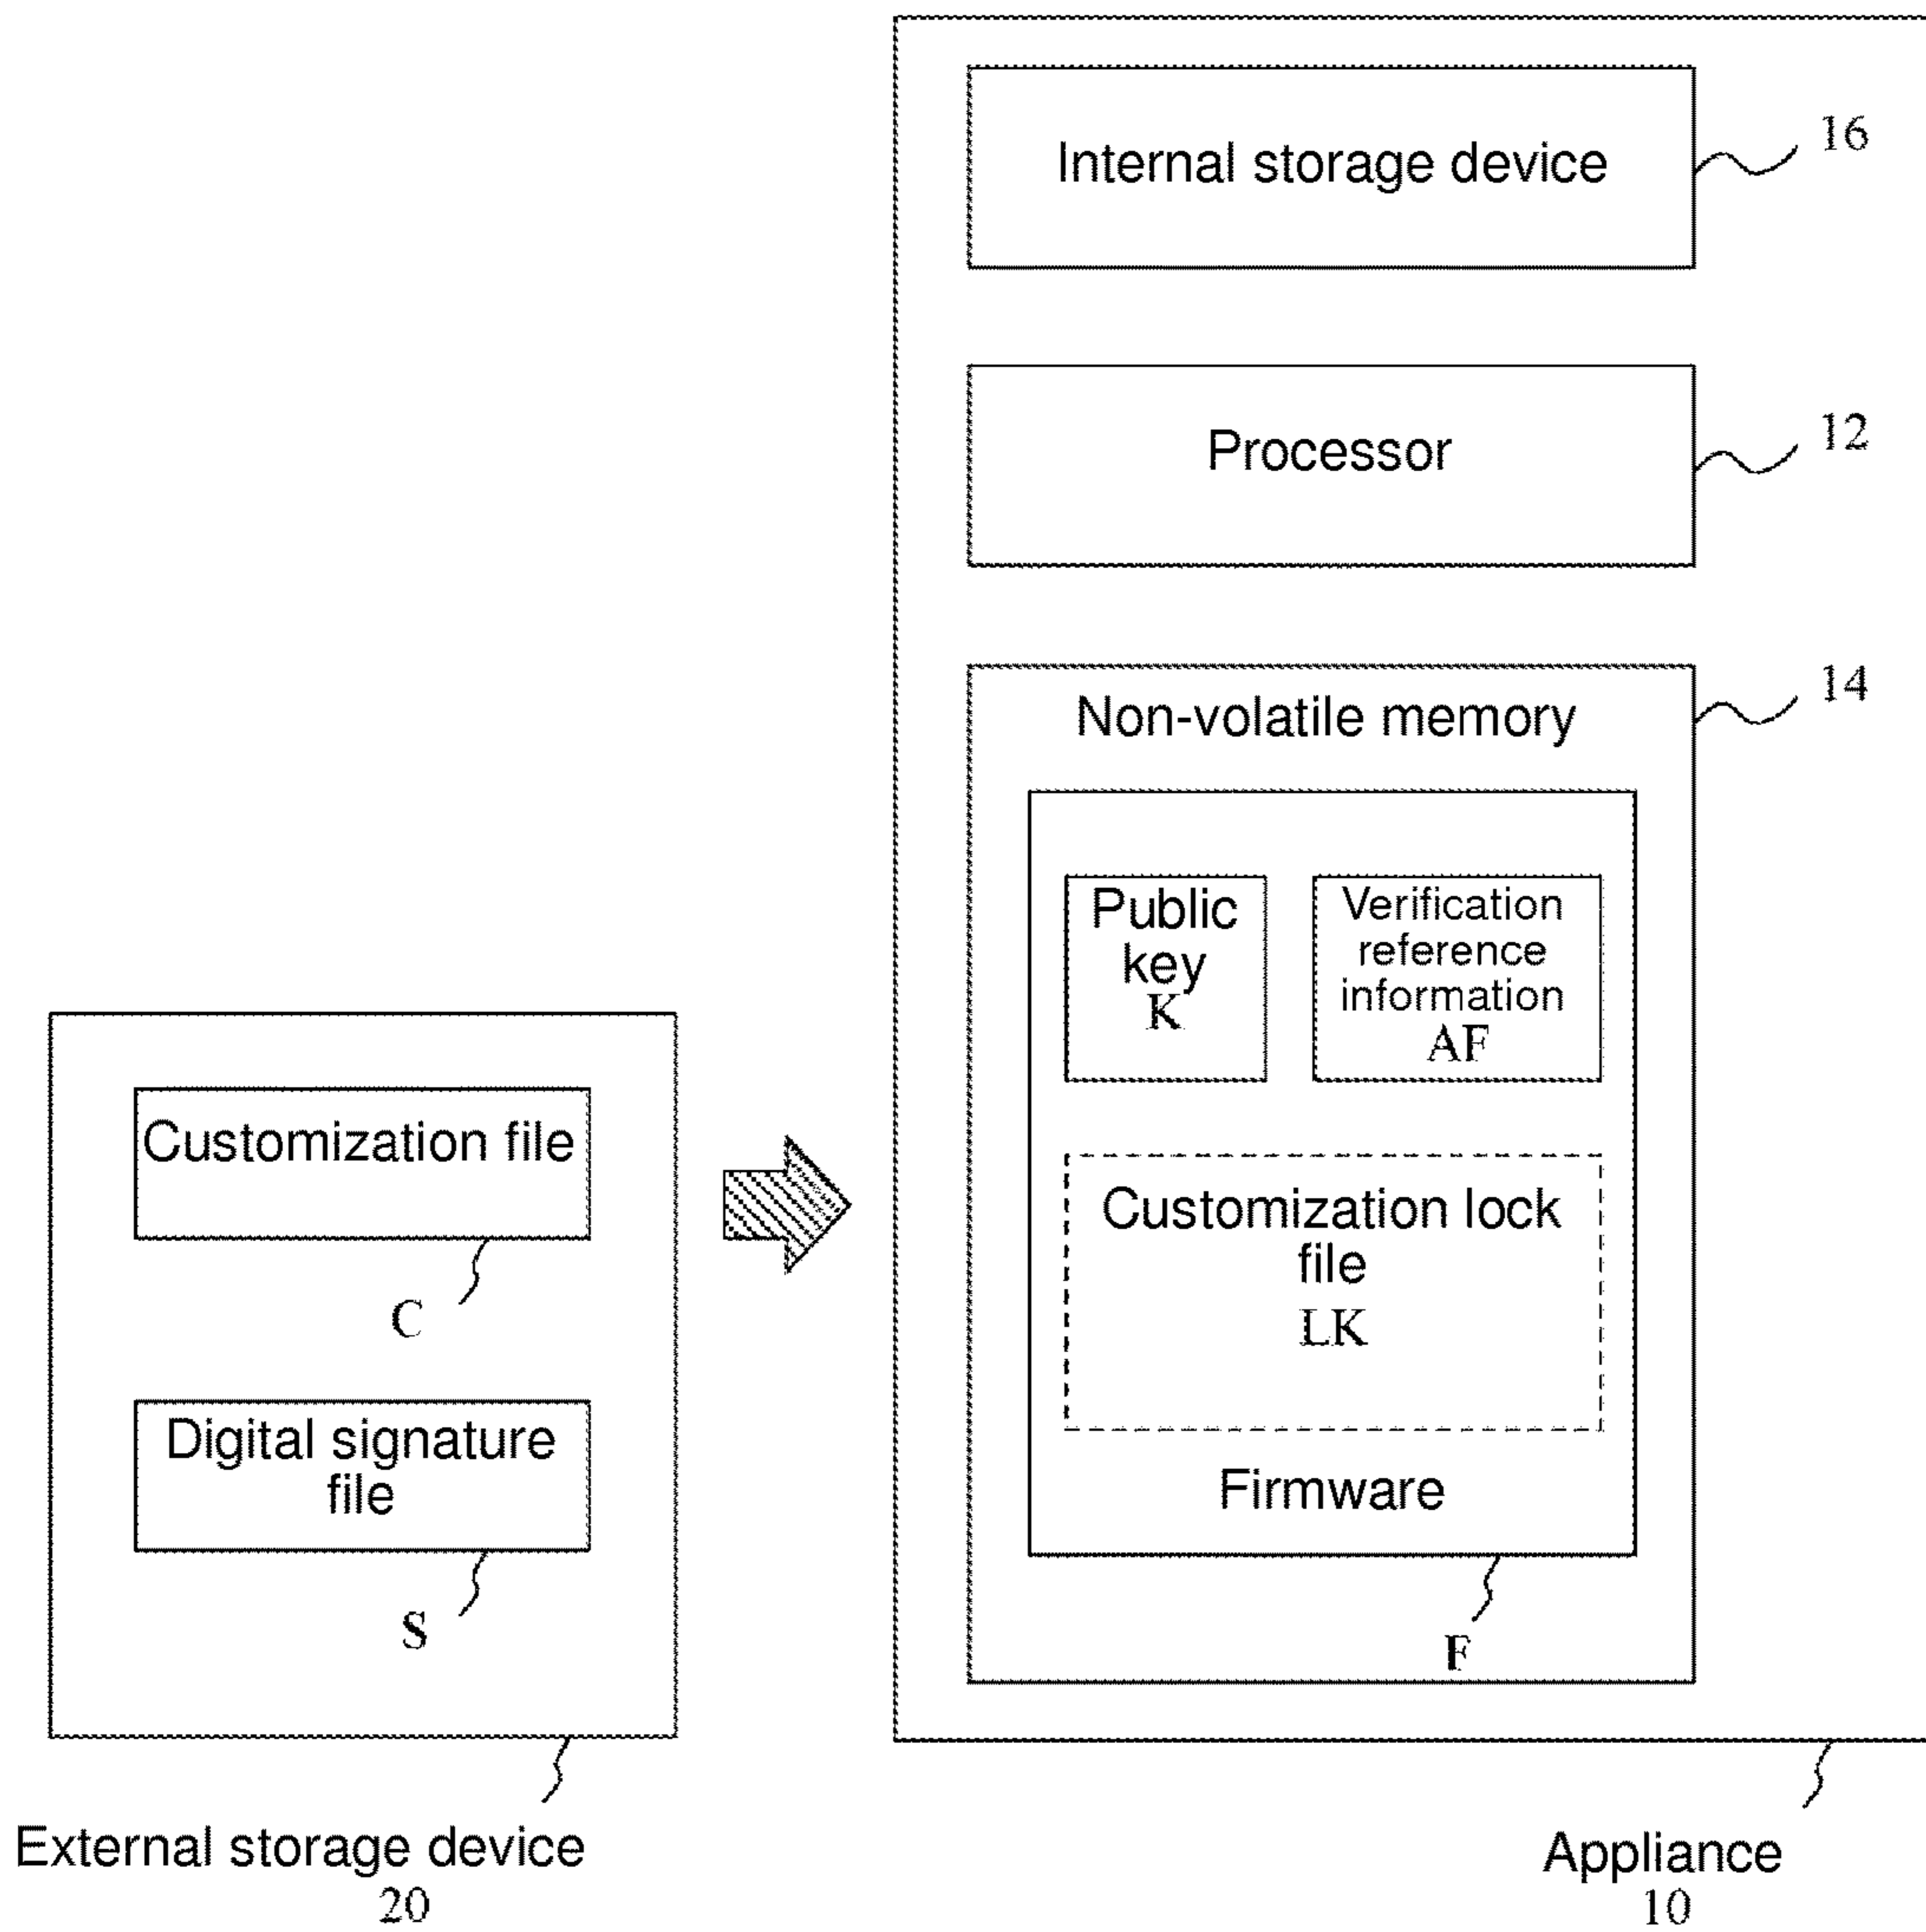 Internal storage device
16
Processor
12
Non-volatile memory
14
Public
key
K
Verification
reference
information
AF
Customization lock
file
LK
Firmware
F
Customization file
C
Digital signature
file
S
External storage device
20
Appliance
10